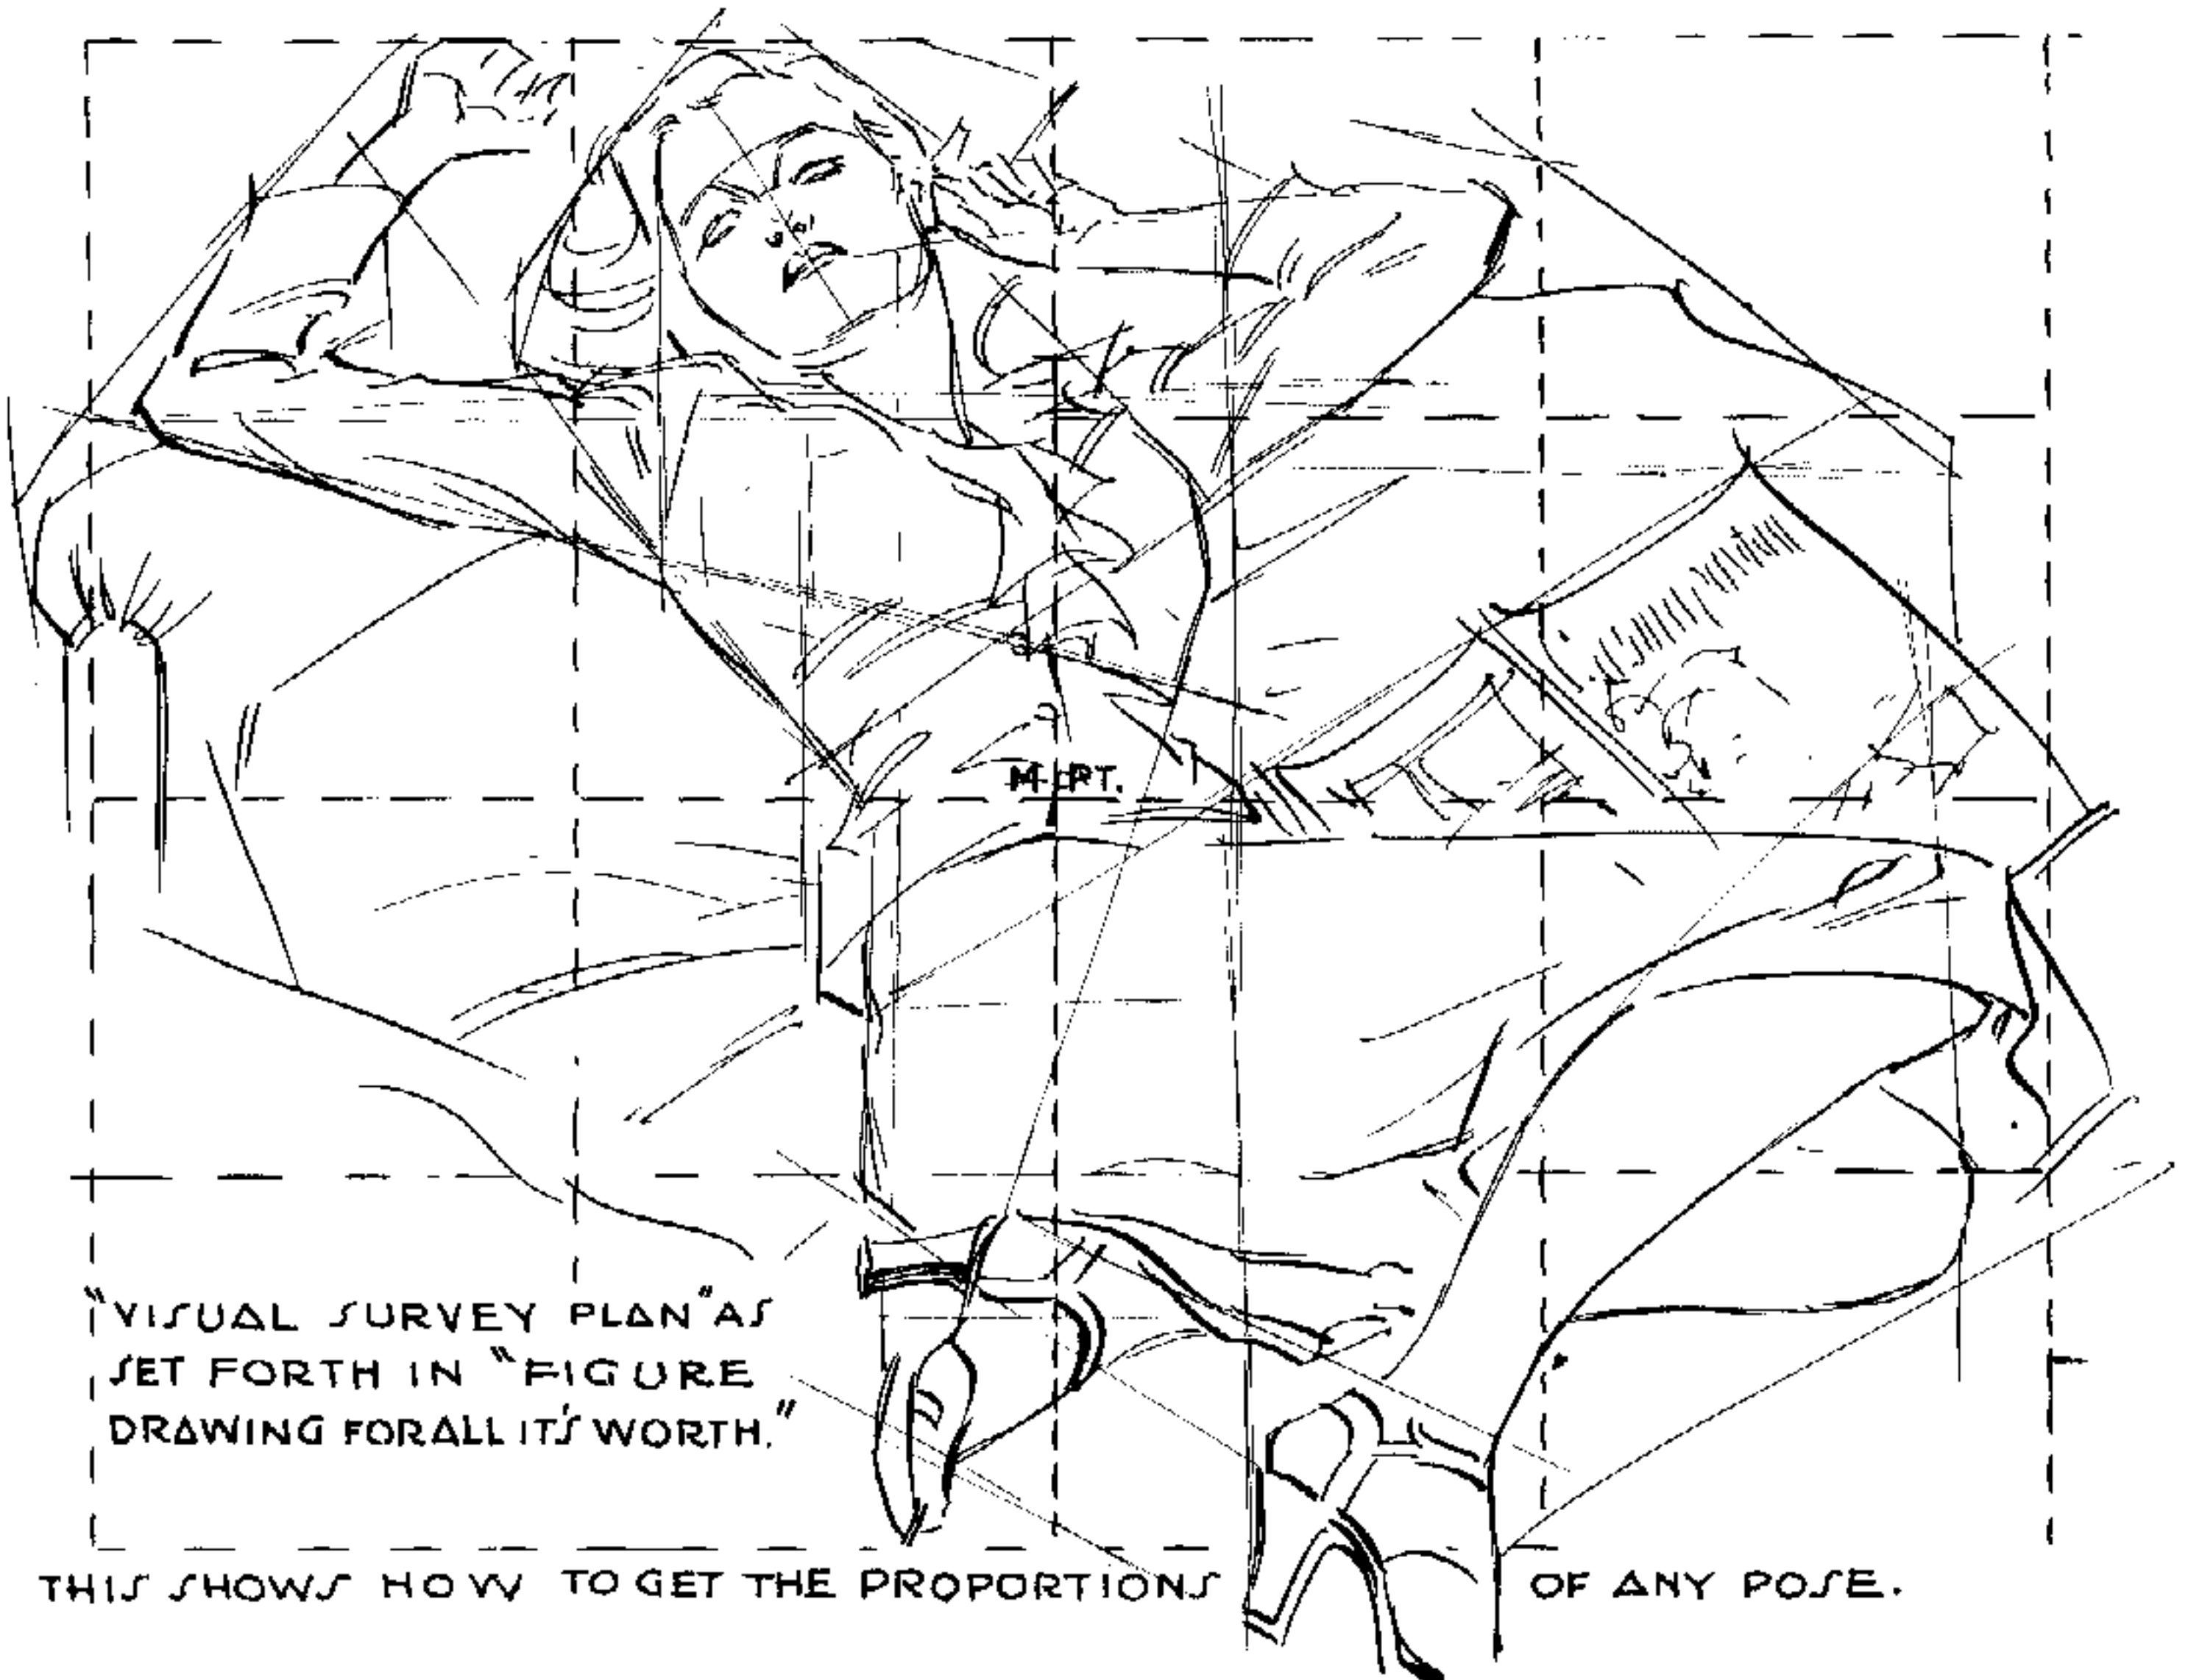 M. PT.
"VISUAL SURVEY PLAN" AS
SET FORTH IN "FIGURE
DRAWING FOR ALL IT'S WORTH."
THIS SHOWS HOW TO GET THE PROPORTIONS OF ANY POSE.